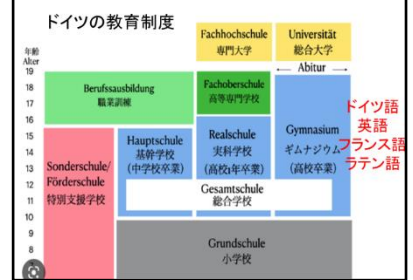 ドイツの教育制度
Fachhochschule
専門大学
Universität
総合大学
年齢
Alter
Abitur
19
18
17
16
15
14
13
12
11
10
9
8
Berufssausbildung
職業訓練
Fachoberschule
高等専門学校
ドイツ語
英語
フランス語
ラテン語
Sonderschule/
Förderschule
特別支援学校
Hauptschule
基幹学校
(中学校卒業)
Realschule
実科学校
(高校1年卒業)
Gymnasium
ギムナジウム
(高校卒業)
Gesamtschule
総合学校
Grundschule
小学校